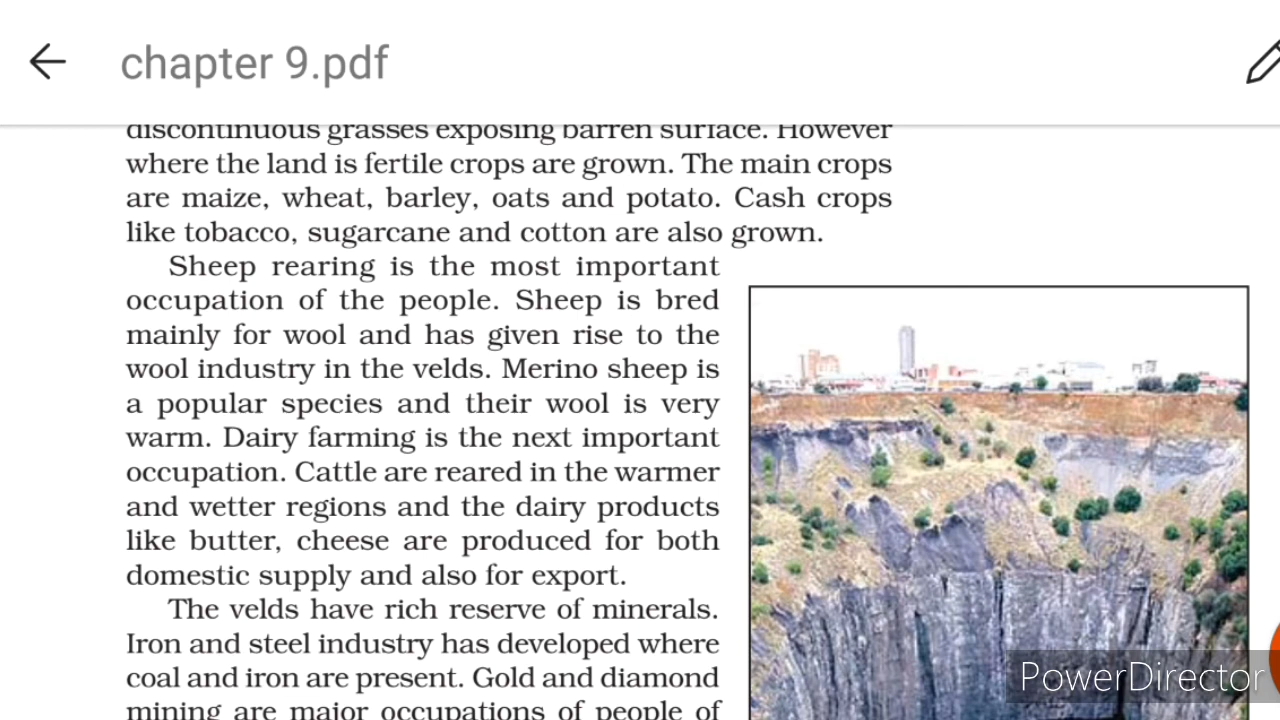 chapter 9.pdf
discontinuous grasses exposing barren surface. However
where the land is fertile crops are grown. The main crops
are maize, wheat, barley, oats and potato. Cash crops
like tobacco, sugarcane and cotton are also grown.
Sheep rearing is the most important
occupation of the people. Sheep is bred
mainly for wool and has given rise to the
wool industry in the velds. Merino sheep is
a popular species and their wool is very
warm. Dairy farming is the next important
occupation. Cattle are reared in the warmer
and wetter regions and the dairy products
like butter, cheese are produced for both
domestic supply and also for export.
The velds have rich reserve of minerals.
Iron and steel industry has developed where
coal and iron are present. Gold and diamond
mining are major occupations of people of
PowerDirector